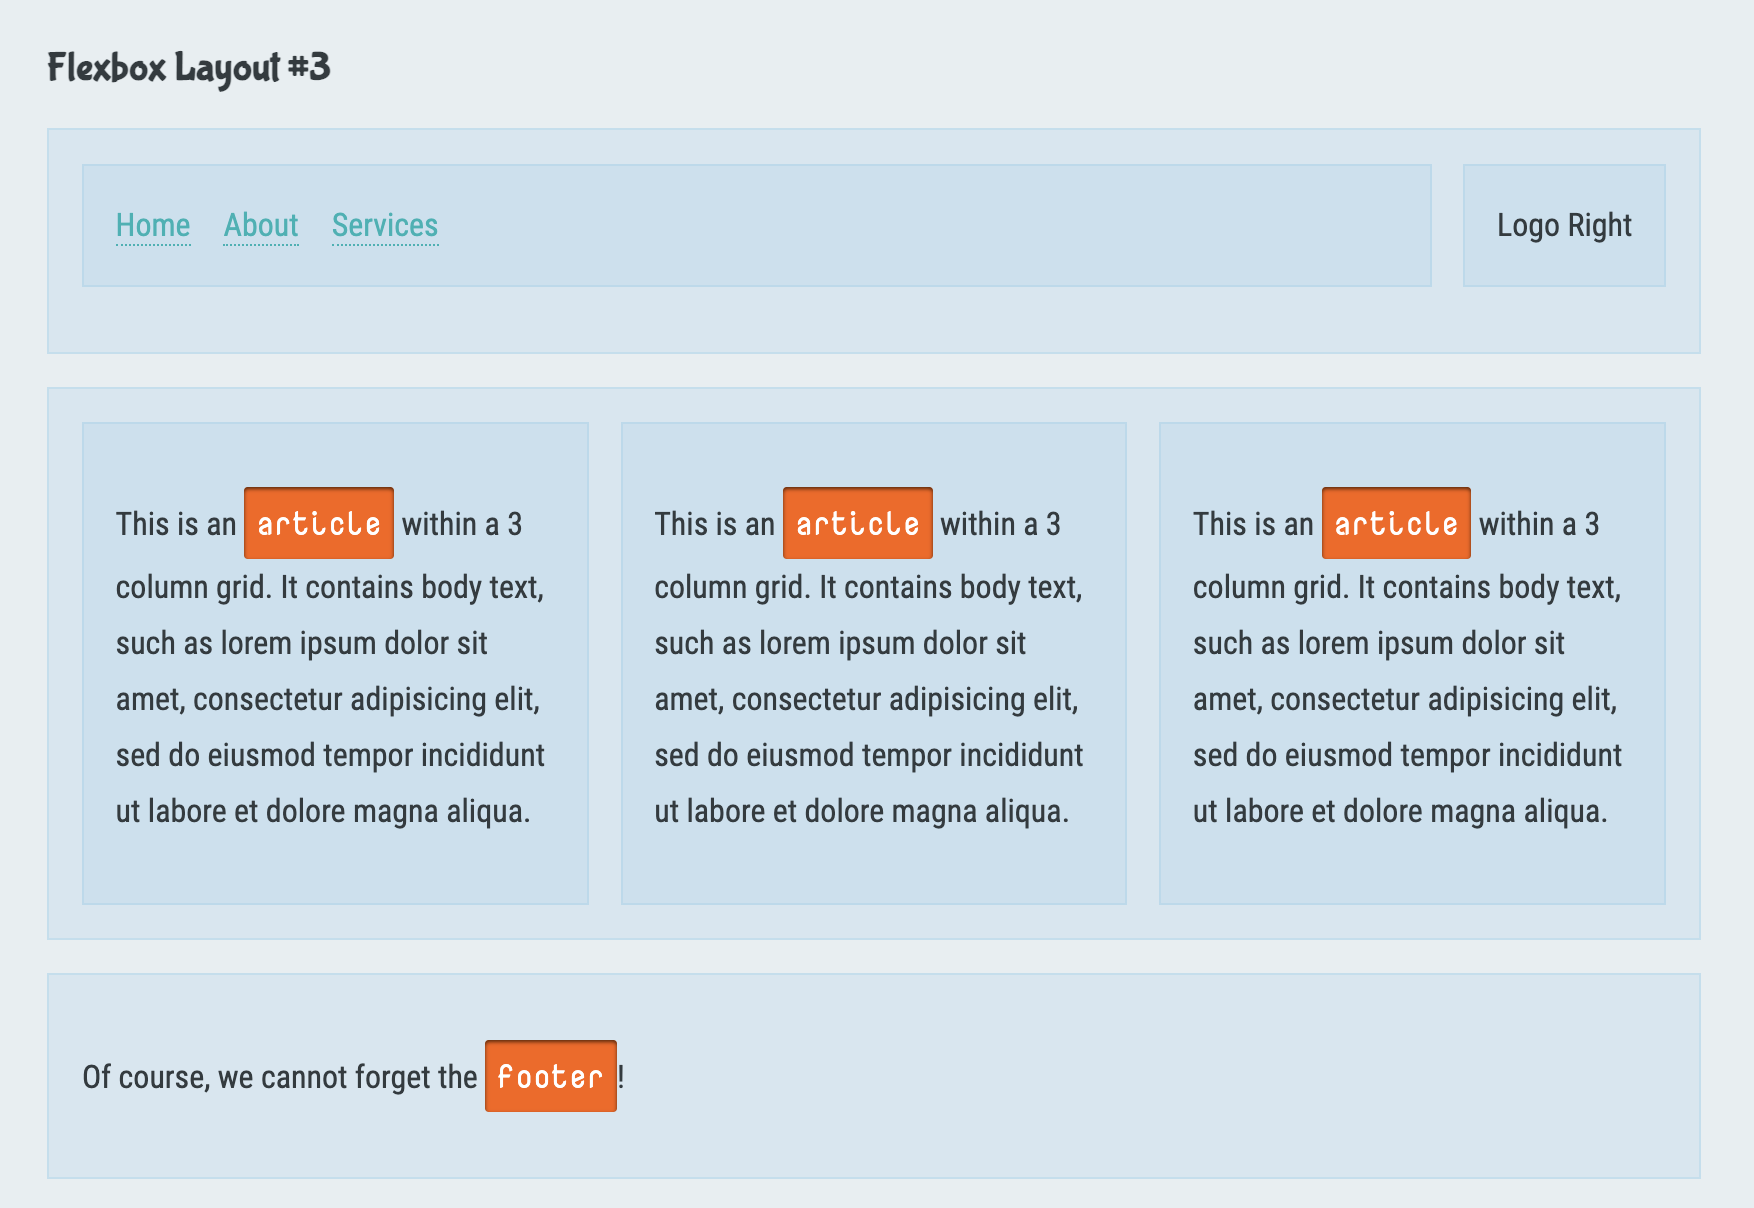 Flexbox Layout #3
Home About Services
Logo Right
This is an article within a 3
column grid. It contains body text,
such as lorem ipsum dolor sit
amet, consectetur adipisicing elit,
sed do eiusmod tempor incididunt
ut labore et dolore magna aliqua.
This is an article within a 3
column grid. It contains body text,
such as lorem ipsum dolor sit
amet, consectetur adipisicing elit,
sed do eiusmod tempor incididunt
ut labore et dolore magna aliqua.
This is an article within a 3
column grid. It contains body text,
such as lorem ipsum dolor sit
amet, consectetur adipisicing elit,
sed do eiusmod tempor incididunt
ut labore et dolore magna aliqua.
Of course, we cannot forget the footer!